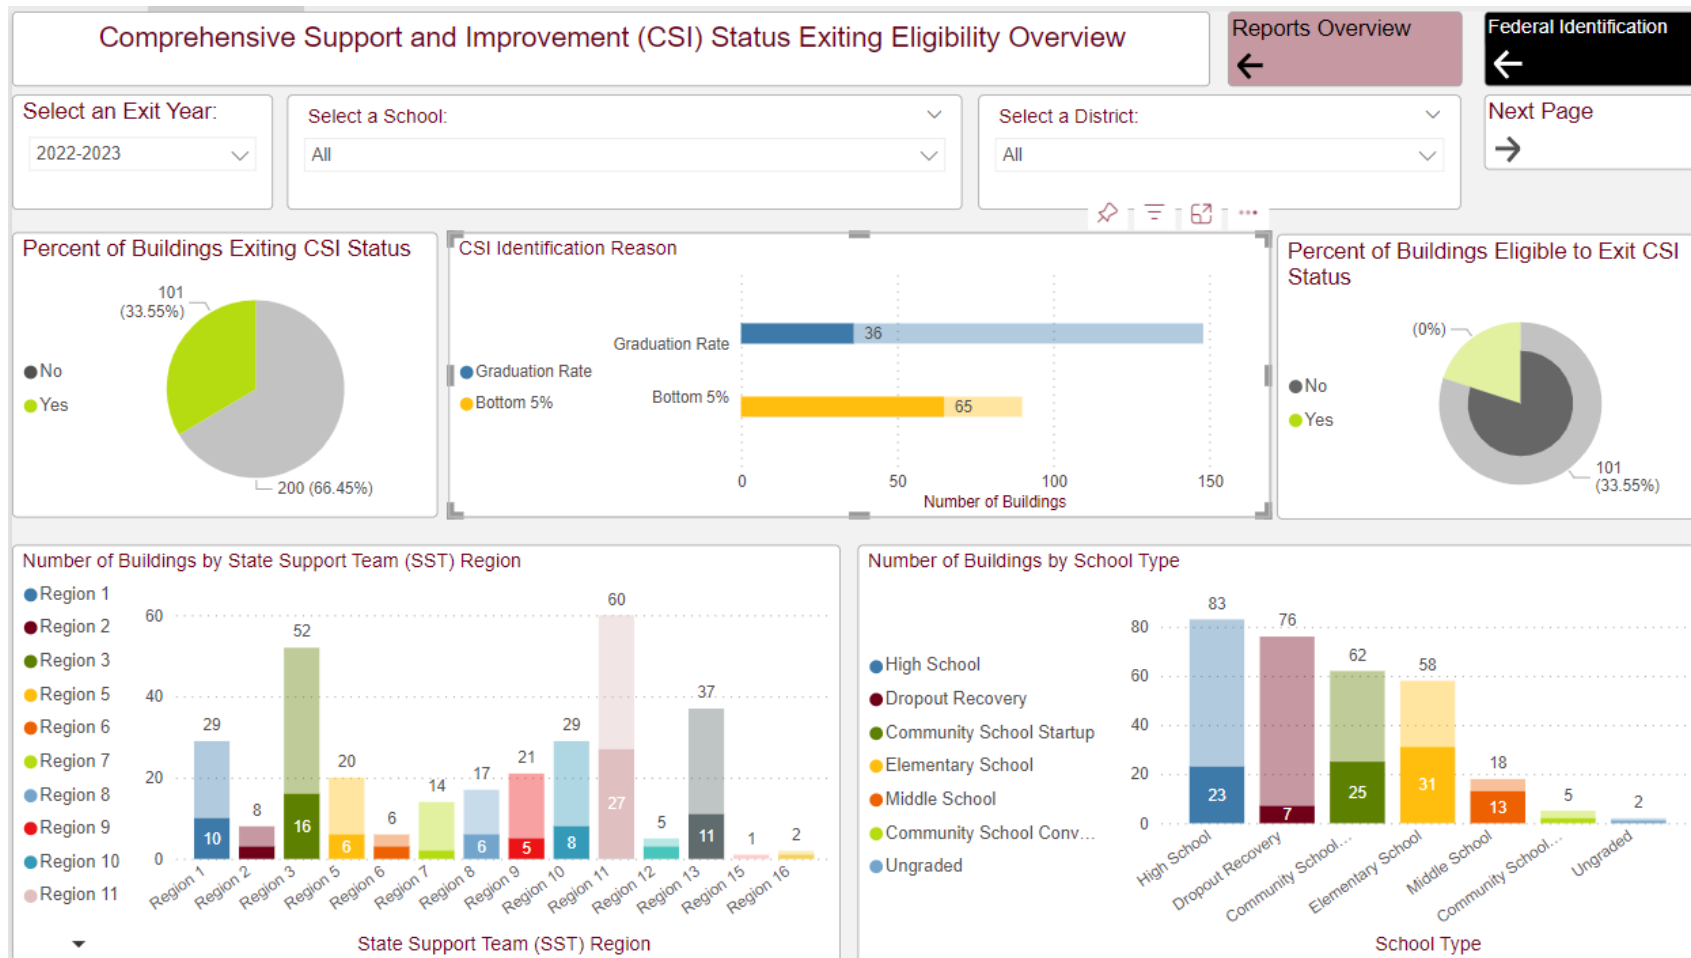 Comprehensive Support and Improvement (CSI) Status Exiting Eligibility Overview
Reports Overview
Federal Identification
Select an Exit Year:
2022-2023
Select a School:
All
Select a District:
All
Next Page
Percent of Buildings Exiting CSI Status
101
(33.55%)
No
Yes
200 (66.45%)
CSI Identification Reason
Graduation Rate
Bottom 5%
Graduation Rate
Bottom 5%
36
65
0
50
100
150
Number of Buildings
Percent of Buildings Eligible to Exit CSI
Status
(0%)
No
Yes
101
(33.55%)
Number of Buildings by State Support Team (SST) Region
Region 1
Region 2
Region 3
Region 5
Region 6
Region 7
Region 8
Region 9
Region 10
Region 11
60
40
20
0
29
8
52
20
6
14
17
21
29
60
5
37
1
2
10
16
6
6
5
8
27
11
Region 1
Region 2
Region 3
Region 5
Region 6
Region 7
Region 8
Region 9
Region 10
Region 11
Region 12
Region 13
Region 15
Region 16
State Support Team (SST) Region
Number of Buildings by School Type
High School
Dropout Recovery
Community School Startup
Elementary School
Middle School
Community School Conv...
Ungraded
80
60
40
20
0
83
76
62
58
18
5
2
23
7
25
31
13
High School
Dropout Recovery
Community School...
Elementary School
Middle School
Community School...
Ungraded
School Type